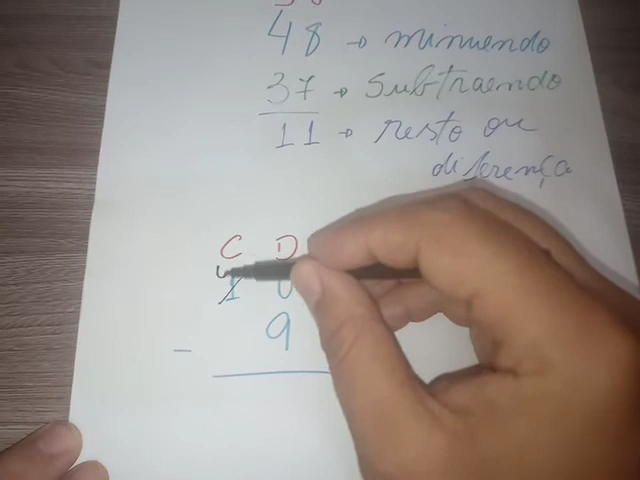 48 → minuendo
37 → subtraendo
11 → resto ou
diferença
C D
1 0
- 9